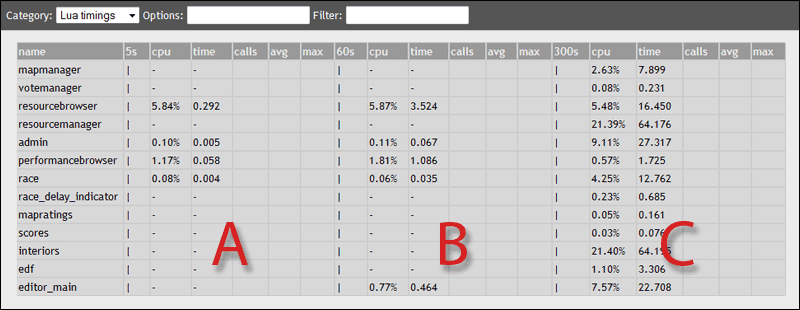 Category: Lua timings Options: Filter:
name 5s cpu time calls avg max 60s cpu time calls avg max 300s cpu time calls avg max
mapmanager | - - | - - | 2.63% 7.899
votemanager | - - | - - | 0.08% 0.231
resourcebrowser | 5.84% 0.292 | 5.87% 3.524 | 5.48% 16.450
resourcemanager | - - | - - | 21.39% 64.176
admin | 0.10% 0.005 | 0.11% 0.067 | 9.11% 27.317
performancebrowser | 1.17% 0.058 | 1.81% 1.086 | 0.57% 1.725
race | 0.08% 0.004 | 0.06% 0.035 | 4.25% 12.762
race_delay_indicator | - - | - - | 0.23% 0.685
mapratings | - - | - - | 0.05% 0.161
scores | - - | - - | 0.03% 0.076
interiors | - - | - - | 21.40%
A B C
edf | - - | - - | 1.10% 3.306
editor_main | - - | 0.77% 0.464 | 7.57% 22.708